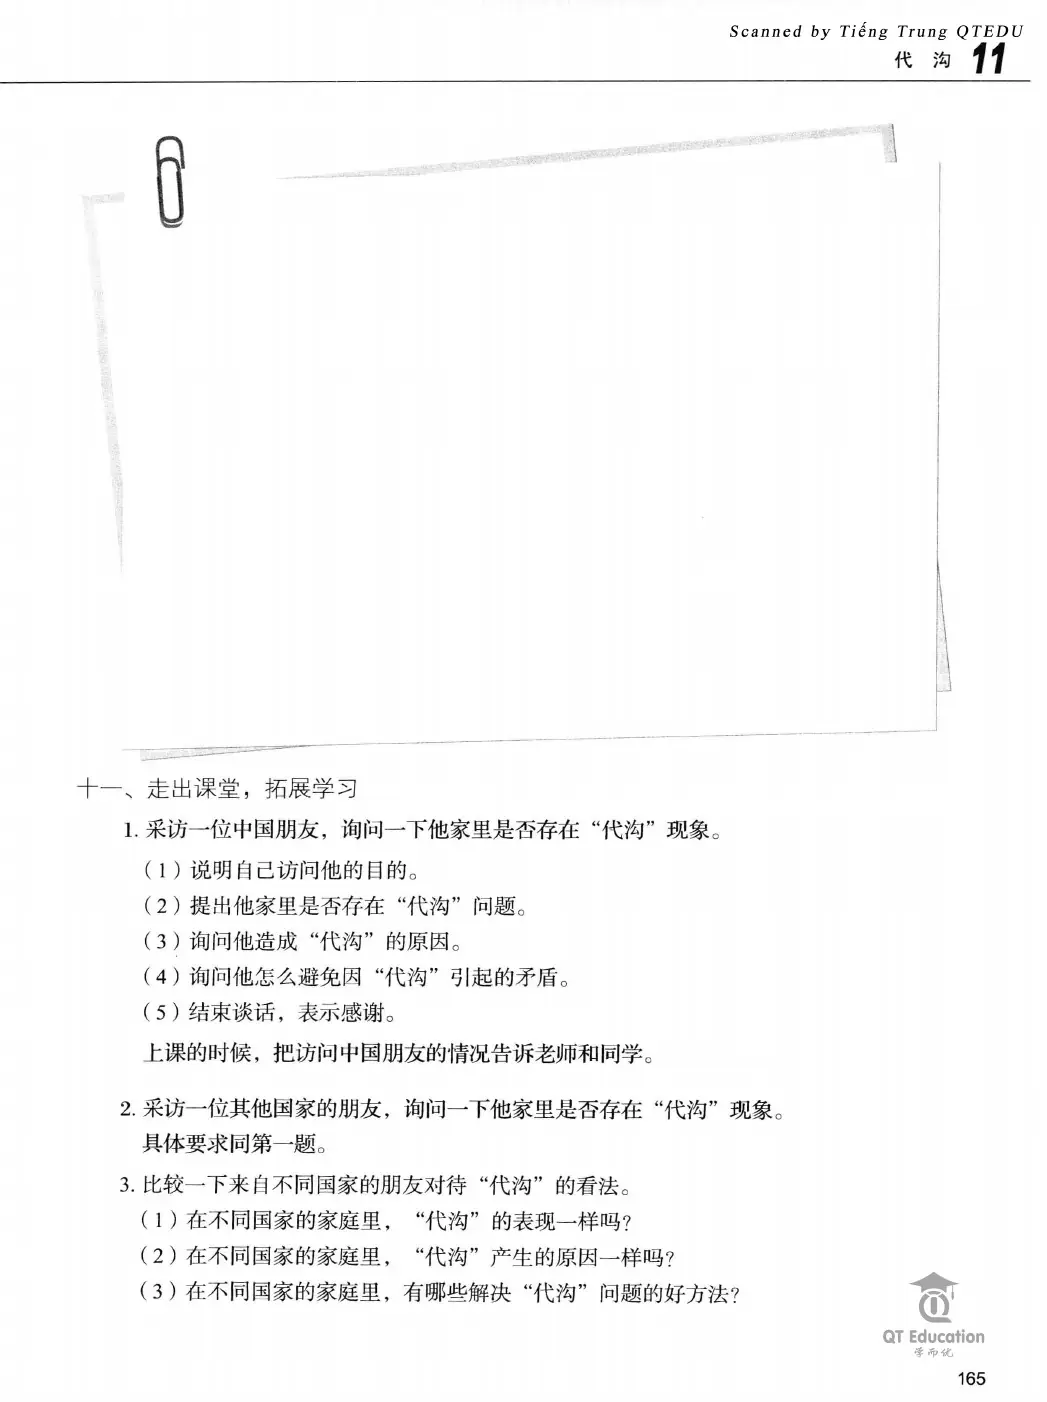 Scanned by Tiếng Trung QTEDU
代 沟 11
十一、走出课堂，拓展学习
1. 采访一位中国朋友，询问一下他家里是否存在“代沟”现象。
（1）说明自己访问他的目的。
（2）提出他家里是否存在“代沟”问题。
（3）询问他造成“代沟”的原因。
（4）询问他怎么避免因“代沟”引起的矛盾。
（5）结束谈话，表示感谢。
上课的时候，把访问中国朋友的情况告诉老师和同学。
2. 采访一位其他国家的朋友，询问一下他家里是否存在“代沟”现象。
具体要求同第一题。
3. 比较一下来自不同国家的朋友对待“代沟”的看法。
（1）在不同国家的家庭里，“代沟”的表现一样吗？
（2）在不同国家的家庭里，“代沟”产生的原因一样吗？
（3）在不同国家的家庭里，有哪些解决“代沟”问题的好方法？
QT Education
学而优
165